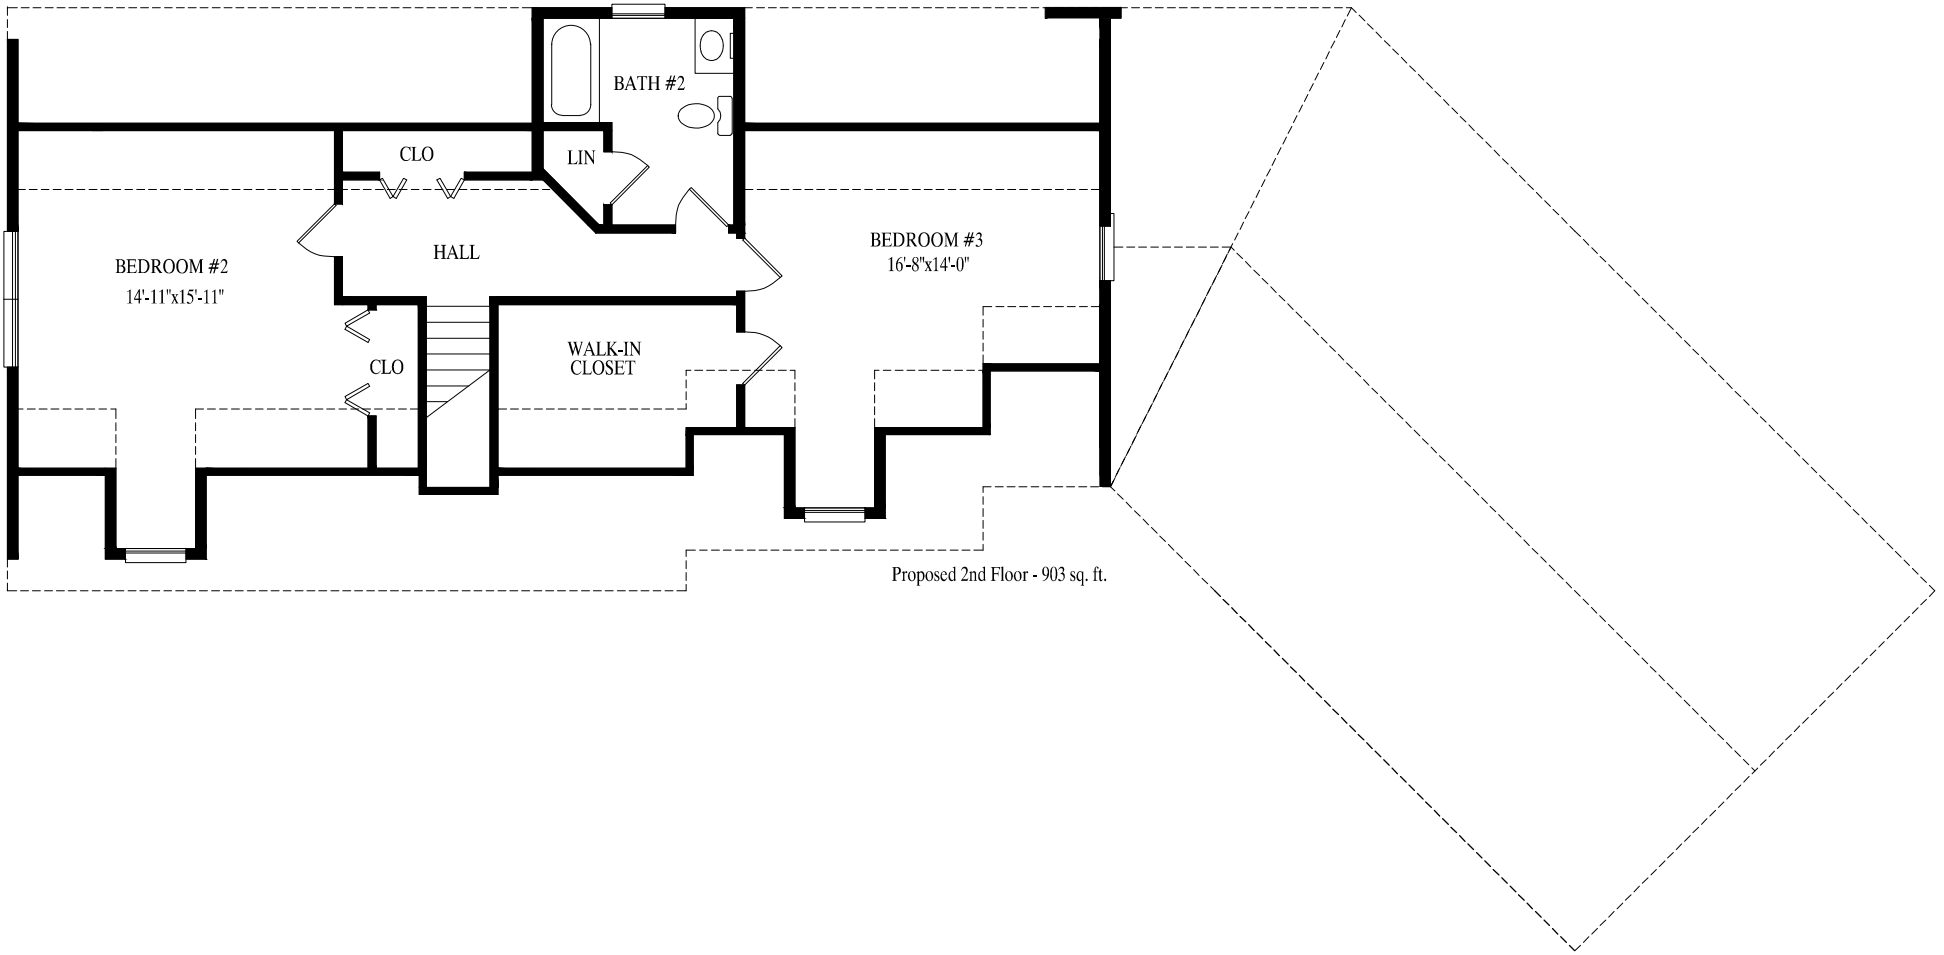 BATH #2
CLO
LIN
BEDROOM #2
14'-11"x15'-11"
HALL
BEDROOM #3
16'-8"x14'-0"
CLO
WALK-IN
CLOSET
Proposed 2nd Floor - 903 sq. ft.